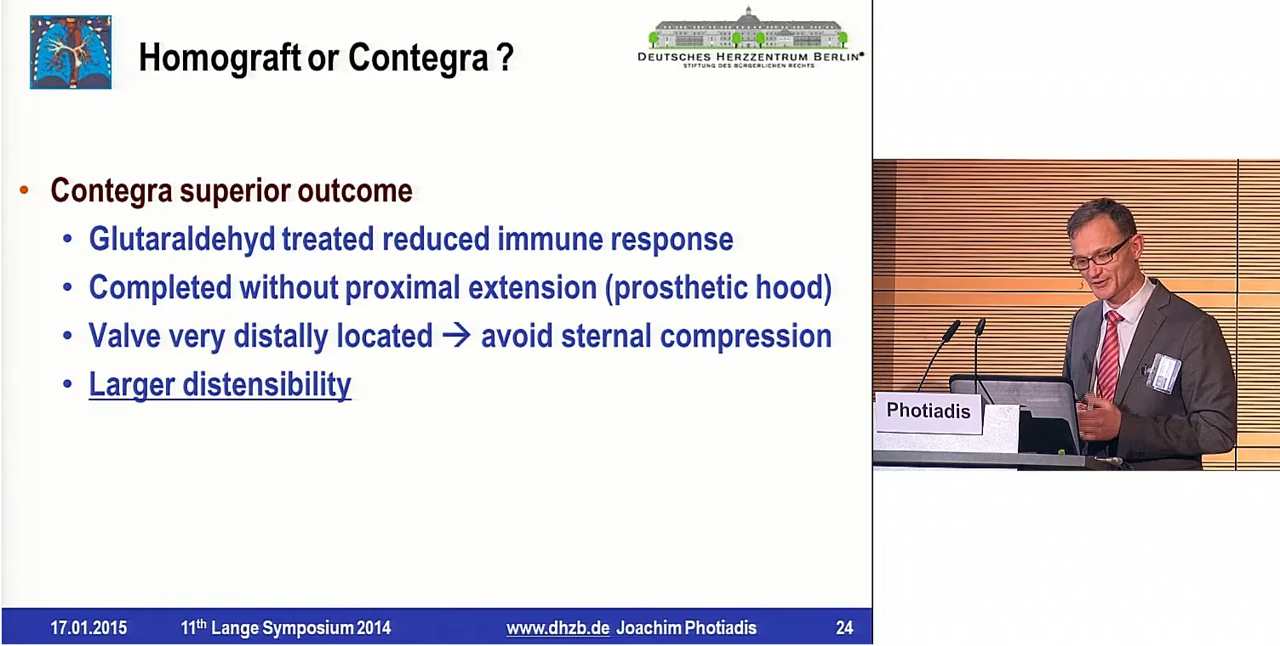 Homograft or Contegra ?
DEUTSCHES HERZZENTRUM BERLIN
STIFTUNG DES BÜRGERLICHEN RECHTS
• Contegra superior outcome
• Glutaraldehyd treated reduced immune response
• Completed without proximal extension (prosthetic hood)
• Valve very distally located → avoid sternal compression
• Larger distensibility
Photiadis
17.01.2015 11th Lange Symposium 2014 www.dhzb.de Joachim Photiadis 24